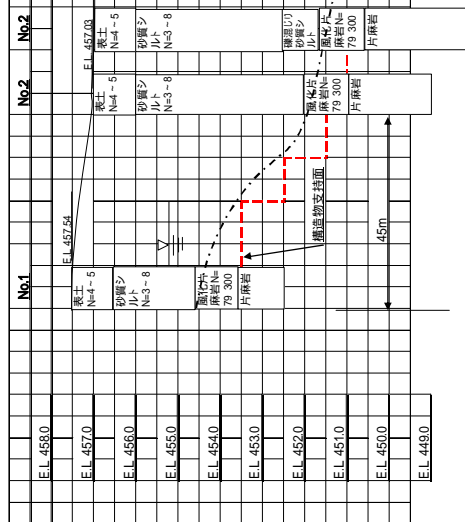 No.1
No.2
No.2
E.L 457.54
E.L 457.03
表土
N=4～5
砂質シ
ルト
N=3～8
風化片
麻岩N=
79 300
片麻岩
表土
N=4～5
砂質シ
ルト
N=3～8
風化片
麻岩N=
79 300
片麻岩
表土
N=4～5
砂質シ
ルト
N=3～8
礫混じり
砂質シ
ルト
風化片
麻岩N=
79 300
片麻岩
構造物支持面
45m
E.L 458.0
E.L 457.0
E.L 456.0
E.L 455.0
E.L 454.0
E.L 453.0
E.L 452.0
E.L 451.0
E.L 450.0
E.L 449.0